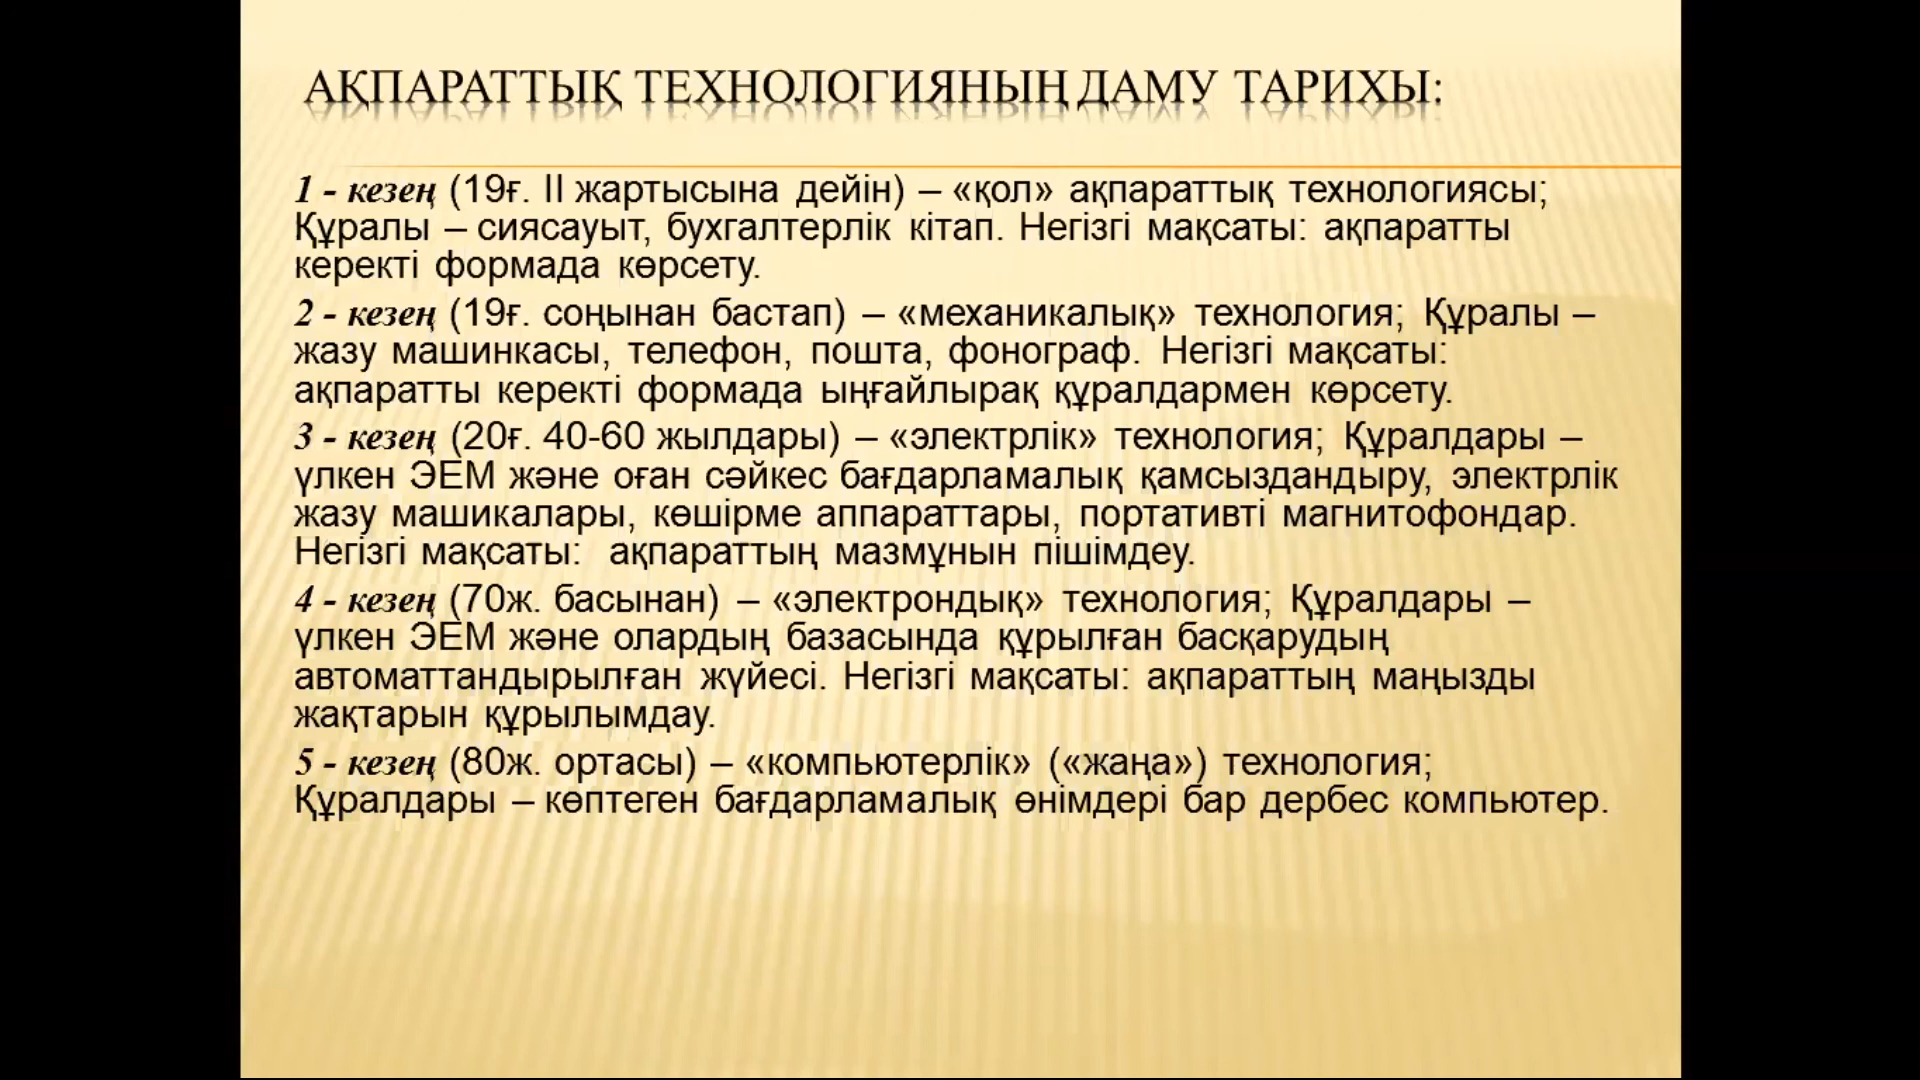 АҚПАРАТТЫҚ ТЕХНОЛОГИЯНЫҢ ДАМУ ТАРИХЫ:
1 - кезең (19ғ. II жартысына дейін) – «қол» ақпараттық технологиясы;
Құралы – сиясауыт, бухгалтерлік кітап. Негізгі мақсаты: ақпаратты
керекті формада көрсету.
2 - кезең (19ғ. соңынан бастап) – «механикалық» технология; Құралы –
жазу машинкасы, телефон, пошта, фонограф. Негізгі мақсаты:
ақпаратты керекті формада ыңғайлырақ құралдармен көрсету.
3 - кезең (20ғ. 40-60 жылдары) – «электрлік» технология; Құралдары –
үлкен ЭЕМ және оған сәйкес бағдарламалық қамсыздандыру, электрлік
жазу машикалары, көшірме аппараттары, портативті магнитофондар.
Негізгі мақсаты: ақпараттың мазмұнын пішімдеу.
4 - кезең (70ж. басынан) – «электрондық» технология; Құралдары –
үлкен ЭЕМ және олардың базасында құрылған басқарудың
автоматтандырылған жүйесі. Негізгі мақсаты: ақпараттың маңызды
жақтарын құрылымдау.
5 - кезең (80ж. ортасы) – «компьютерлік» («жаңа») технология;
Құралдары – көптеген бағдарламалық өнімдері бар дербес компьютер.